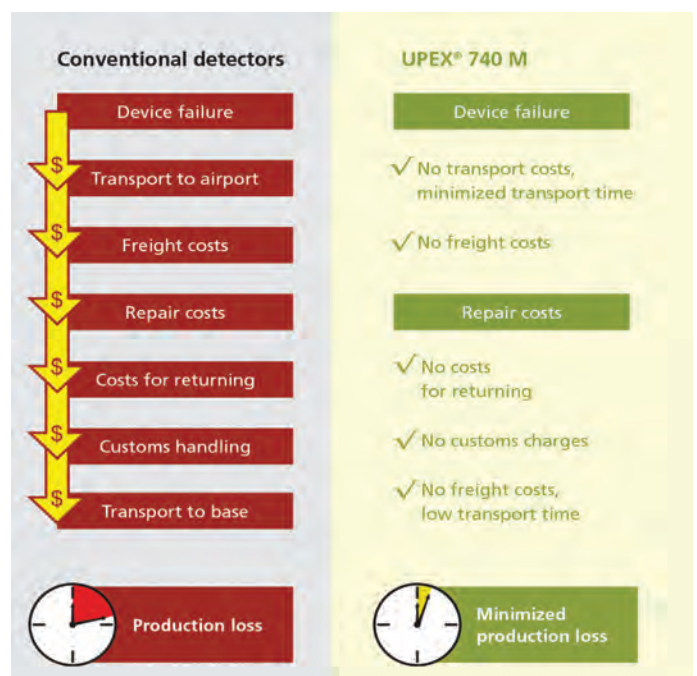 Conventional detectors
Device failure
$
Transport to airport
$
Freight costs
$
Repair costs
$
Costs for returning
$
Customs handling
$
Transport to base
Production loss
UPEX® 740 M
Device failure
No transport costs,
minimized transport time
No freight costs
Repair costs
No costs
for returning
No customs charges
No freight costs,
low transport time
Minimized
production loss